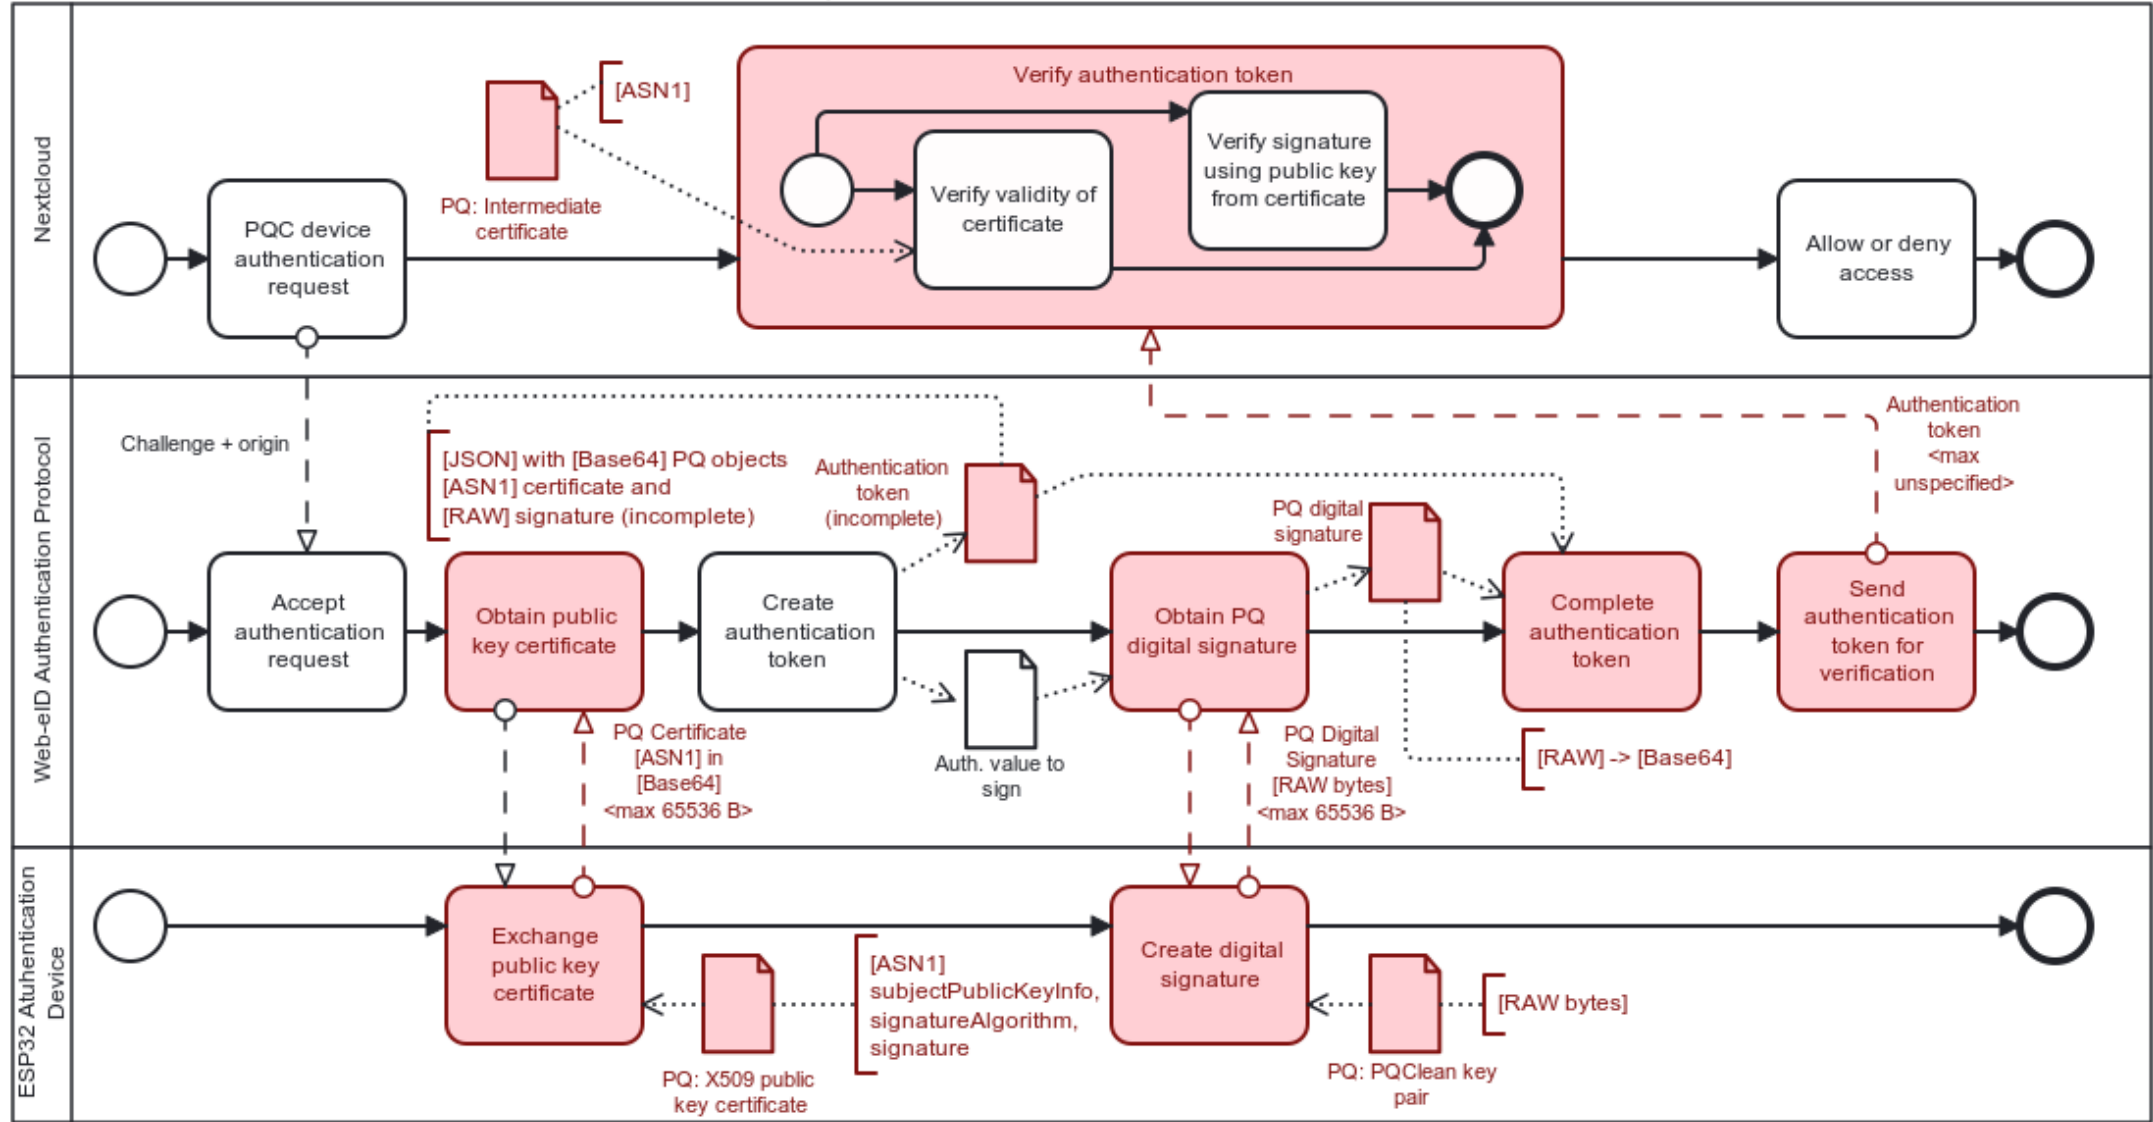 Nextcloud
[ASN1]
PQ: Intermediate
certificate
PQC device
authentication
request
Verify authentication token
Verify validity of
certificate
Verify signature
using public key
from certificate
Allow or deny
access
Web-eID Authentication Protocol
Challenge + origin
[JSON] with [Base64] PQ objects
[ASN1] certificate and
[RAW] signature (incomplete)
Authentication
token
(incomplete)
PQ digital
signature
Authentication
token
<max
unspecified>
Accept
authentication
request
Obtain public
key certificate
Create
authentication
token
Obtain PQ
digital signature
Complete
authentication
token
Send
authentication
token for
verification
PQ Certificate
[ASN1] in
[Base64]
<max 65536 B>
Auth. value to
sign
PQ Digital
Signature
[RAW bytes]
<max 65536 B>
[RAW] -> [Base64]
ESP32 Atuhentication
Device
Exchange
public key
certificate
PQ: X509 public
key certificate
[ASN1]
subjectPublicKeyInfo,
signatureAlgorithm,
signature
Create digital
signature
PQ: PQClean key
pair
[RAW bytes]